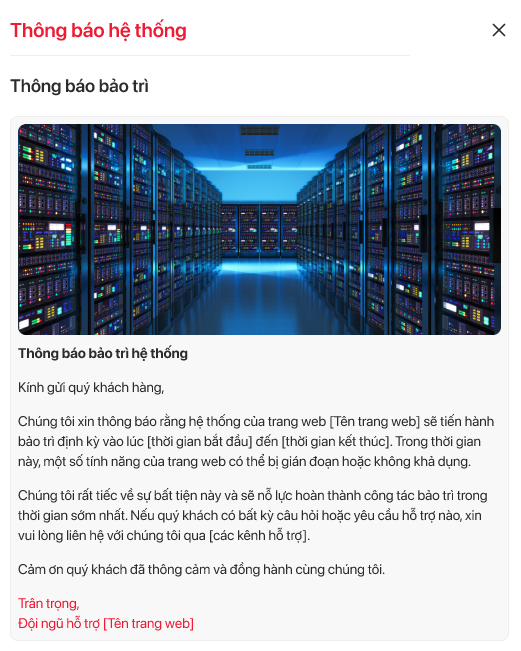 Thông báo hệ thống
Thông báo bảo trì
Thông báo bảo trì hệ thống
Kính gửi quý khách hàng,
Chúng tôi xin thông báo rằng hệ thống của trang web [Tên trang web] sẽ tiến hành
bảo trì định kỳ vào lúc [thời gian bắt đầu] đến [thời gian kết thúc]. Trong thời gian
này, một số tính năng của trang web có thể bị gián đoạn hoặc không khả dụng.
Chúng tôi rất tiếc về sự bất tiện này và sẽ nỗ lực hoàn thành công tác bảo trì trong
thời gian sớm nhất. Nếu quý khách có bất kỳ câu hỏi hoặc yêu cầu hỗ trợ nào, xin
vui lòng liên hệ với chúng tôi qua [các kênh hỗ trợ].
Cảm ơn quý khách đã thông cảm và đồng hành cùng chúng tôi.
Trân trọng,
Đội ngũ hỗ trợ [Tên trang web]